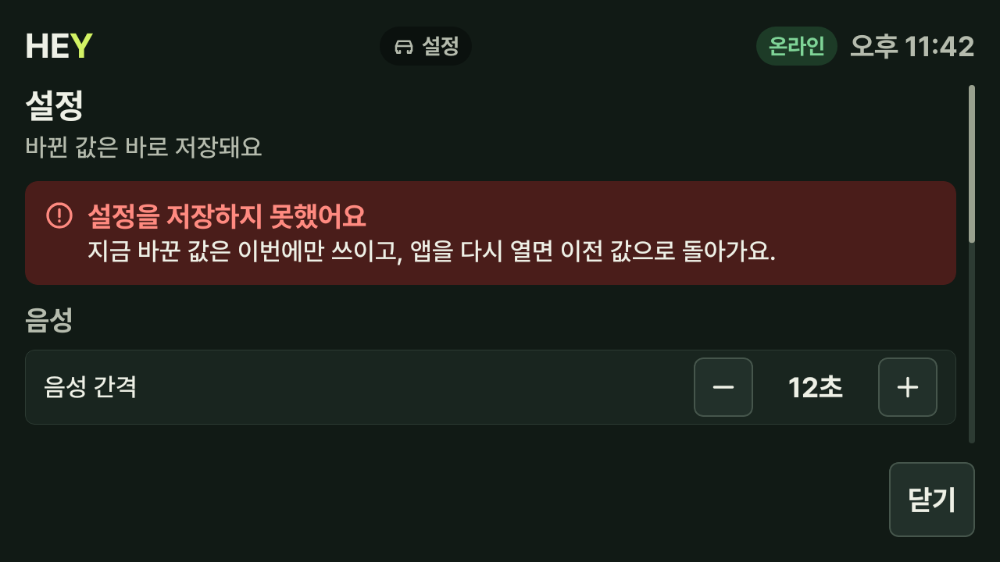 HEY
설정
온라인
오후 11:42
설정
바뀐 값은 바로 저장돼요
설정을 저장하지 못했어요
지금 바꾼 값은 이번에만 쓰이고, 앱을 다시 열면 이전 값으로 돌아가요.
음성
음성 간격
− 12초 +
닫기